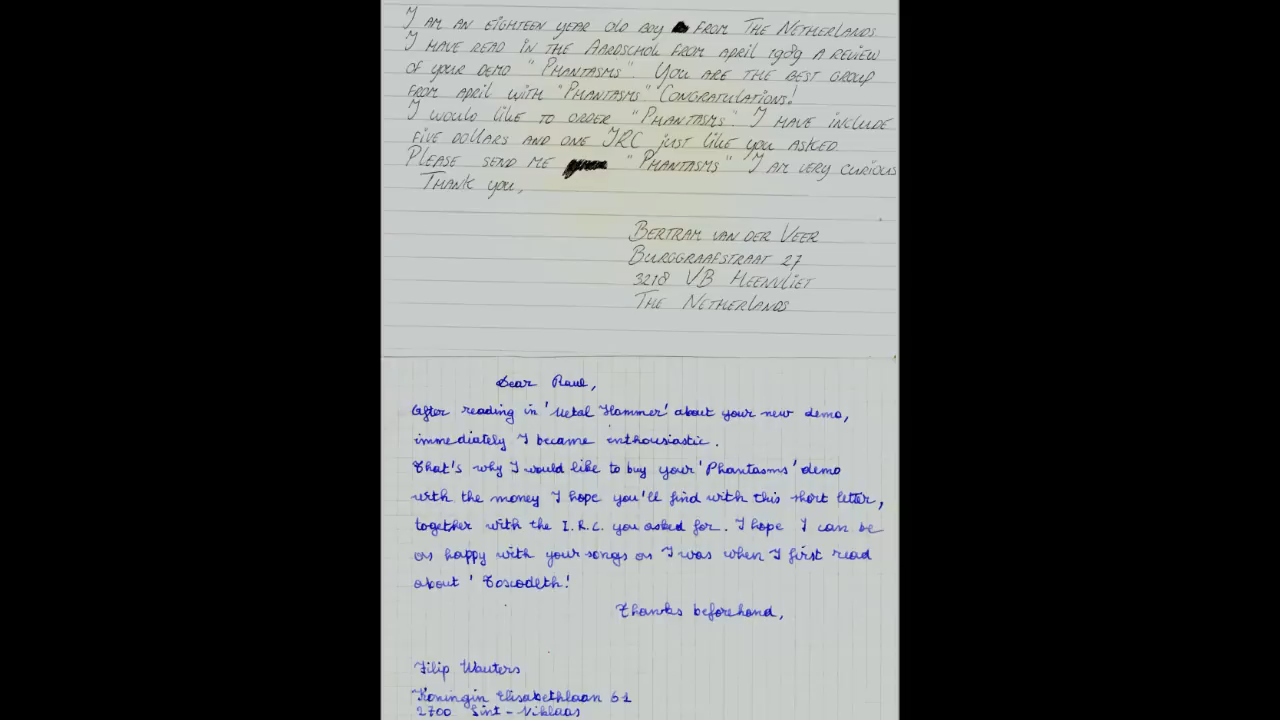 I AM AN EIGHTEEN YEAR OLD BOY FROM THE NETHERLANDS.
I HAVE READ IN THE AARDSCHOK FROM APRIL 1989 A REVIEW
OF YOUR DEMO "PHANTASMS". YOU ARE THE BEST GROUP
FROM APRIL WITH "PHANTASMS" CONGRATULATIONS!
I WOULD LIKE TO ORDER "PHANTASMS". I HAVE INCLUDE
FIVE DOLLARS AND ONE IRC JUST LIKE YOU ASKED.
PLEASE SEND ME "PHANTASMS" I AM VERY CURIOUS
THANK YOU,
BERTRAM VAN DER VEER
BURGGRAAFSTRAAT 27
3218 VB HEENVLIET
THE NETHERLANDS
Dear Raul,
After reading in 'Metal Hammer' about your new demo,
immediately I became enthousiastic.
That's why I would like to buy your 'Phantasms' demo
with the money I hope you'll find with this short letter,
together with the I.R.C. you asked for. I hope I can be
as happy with your songs as I was when I first read
about 'Toxodeth!
Thanks beforehand,
Filip Wauters
Koningin Elisabethlaan 61
2700 Sint-Niklaas